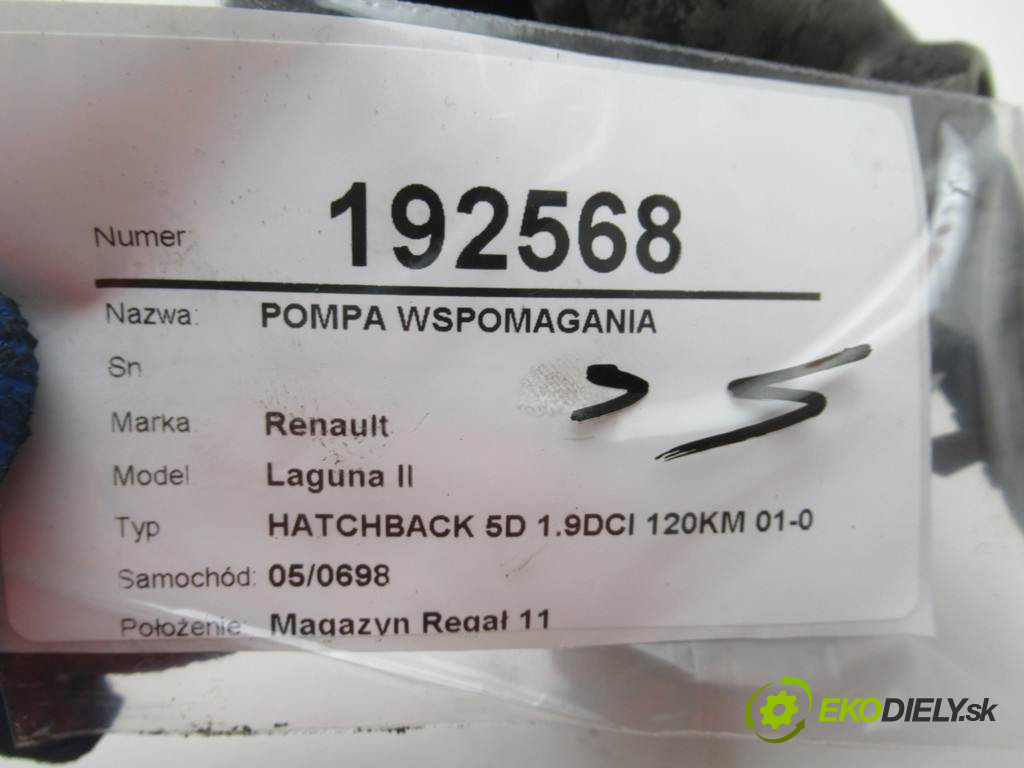 Numer: 192568
Nazwa: POMPA WSPOMAGANIA
Sn
Marka Renault
Model Laguna II
Typ HATCHBACK 5D 1.9DCI 120KM 01-0
Samochód: 05/0698
Położenie: Magazyn Regał 11
EKODIELY.sk